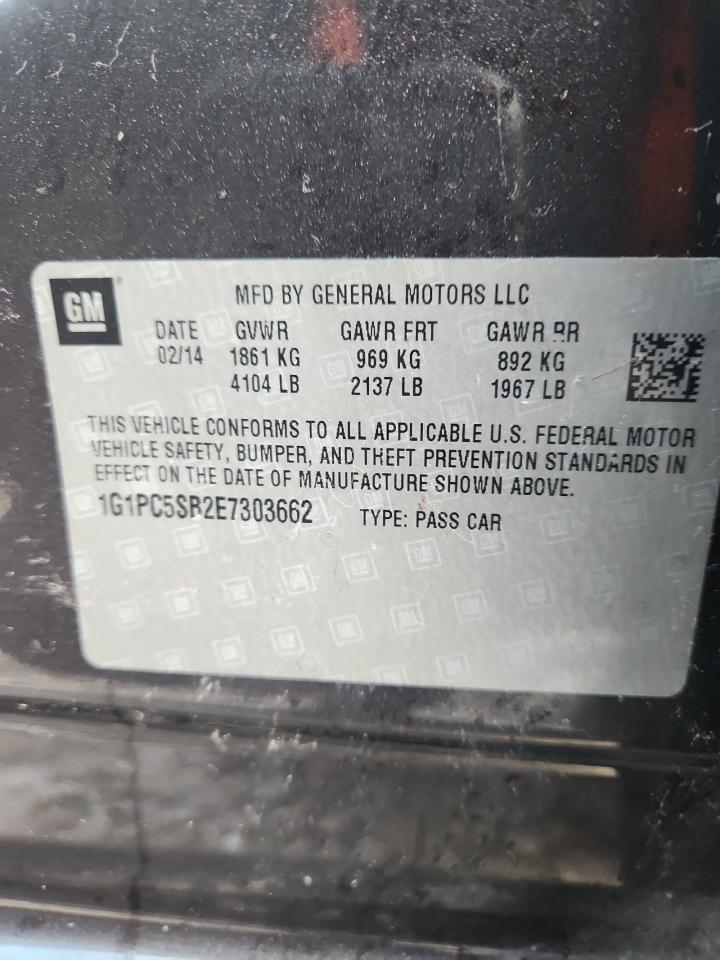 GM
MFD BY GENERAL MOTORS LLC
DATE GVWR GAWR FRT GAWR RR
02/14 1861 KG 969 KG 892 KG
4104 LB 2137 LB 1967 LB
THIS VEHICLE CONFORMS TO ALL APPLICABLE U.S. FEDERAL MOTOR
VEHICLE SAFETY, BUMPER, AND THEFT PREVENTION STANDARDS IN
EFFECT ON THE DATE OF MANUFACTURE SHOWN ABOVE.
1G1PC5SB2E7303662 TYPE: PASS CAR